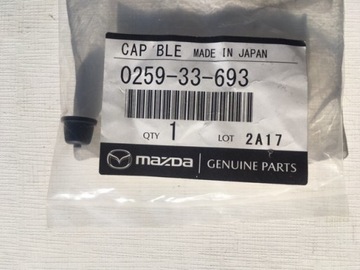 CAP BLE MADE IN JAPAN
0259-33-693
QTY 1 LOT 2A17
mazda GENUINE PARTS